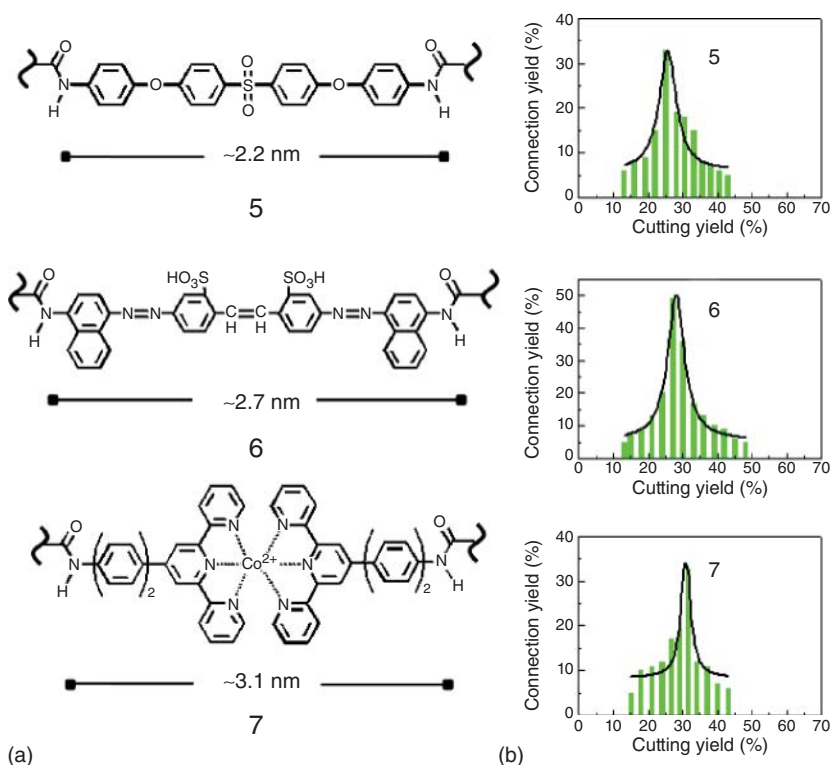 O O O
N O S O N
H O H
~2.2 nm
5
Connection yield (%)
40
30
20
10
0
5
0 10 20 30 40 50 60 70
Cutting yield (%)
HO₃S SO₃H
O O
N N=N C=C N=N N
H H H H
~2.7 nm
6
Connection yield (%)
50
40
30
20
10
0
6
0 10 20 30 40 50 60 70
Cutting yield (%)
O N N O
N ( )2 N Co2+ N ( )2 N
H N N H
~3.1 nm
7
Connection yield (%)
40
30
20
10
0
7
0 10 20 30 40 50 60 70
Cutting yield (%)
(a) (b)